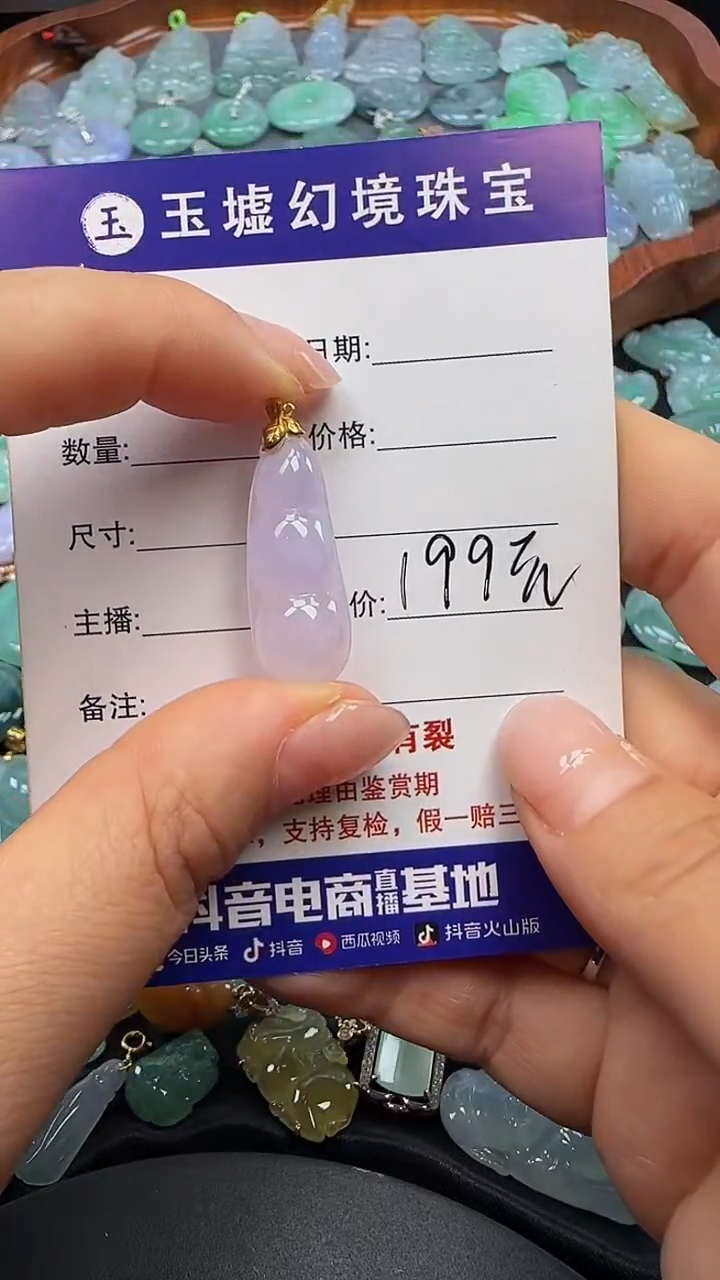 玉 玉墟幻境珠宝
日期:
数量: 价格:
尺寸:
主播: 价: 199元
备注:
有裂
理由鉴赏期
，支持复检，假一赔三
抖音电商直播基地
今日头条 抖音 西瓜视频 抖音火山版